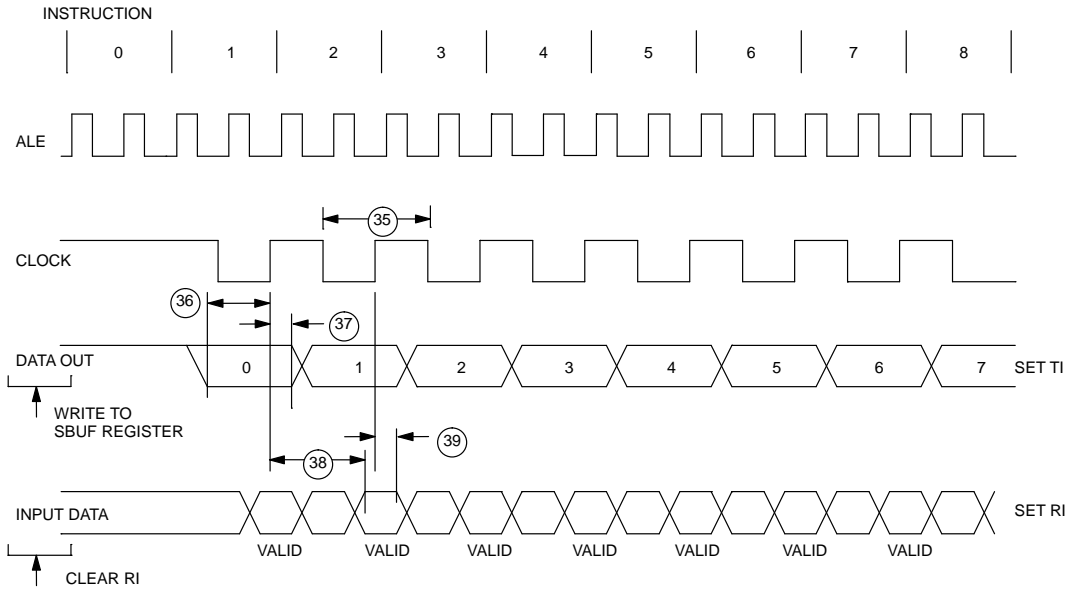 INSTRUCTION
0 1 2 3 4 5 6 7 8
ALE
35
CLOCK
36
37
DATA OUT 0 1 2 3 4 5 6 7 SET TI
WRITE TO
SBUF REGISTER
39
38
INPUT DATA SET RI
VALID VALID VALID VALID VALID VALID VALID
CLEAR RI